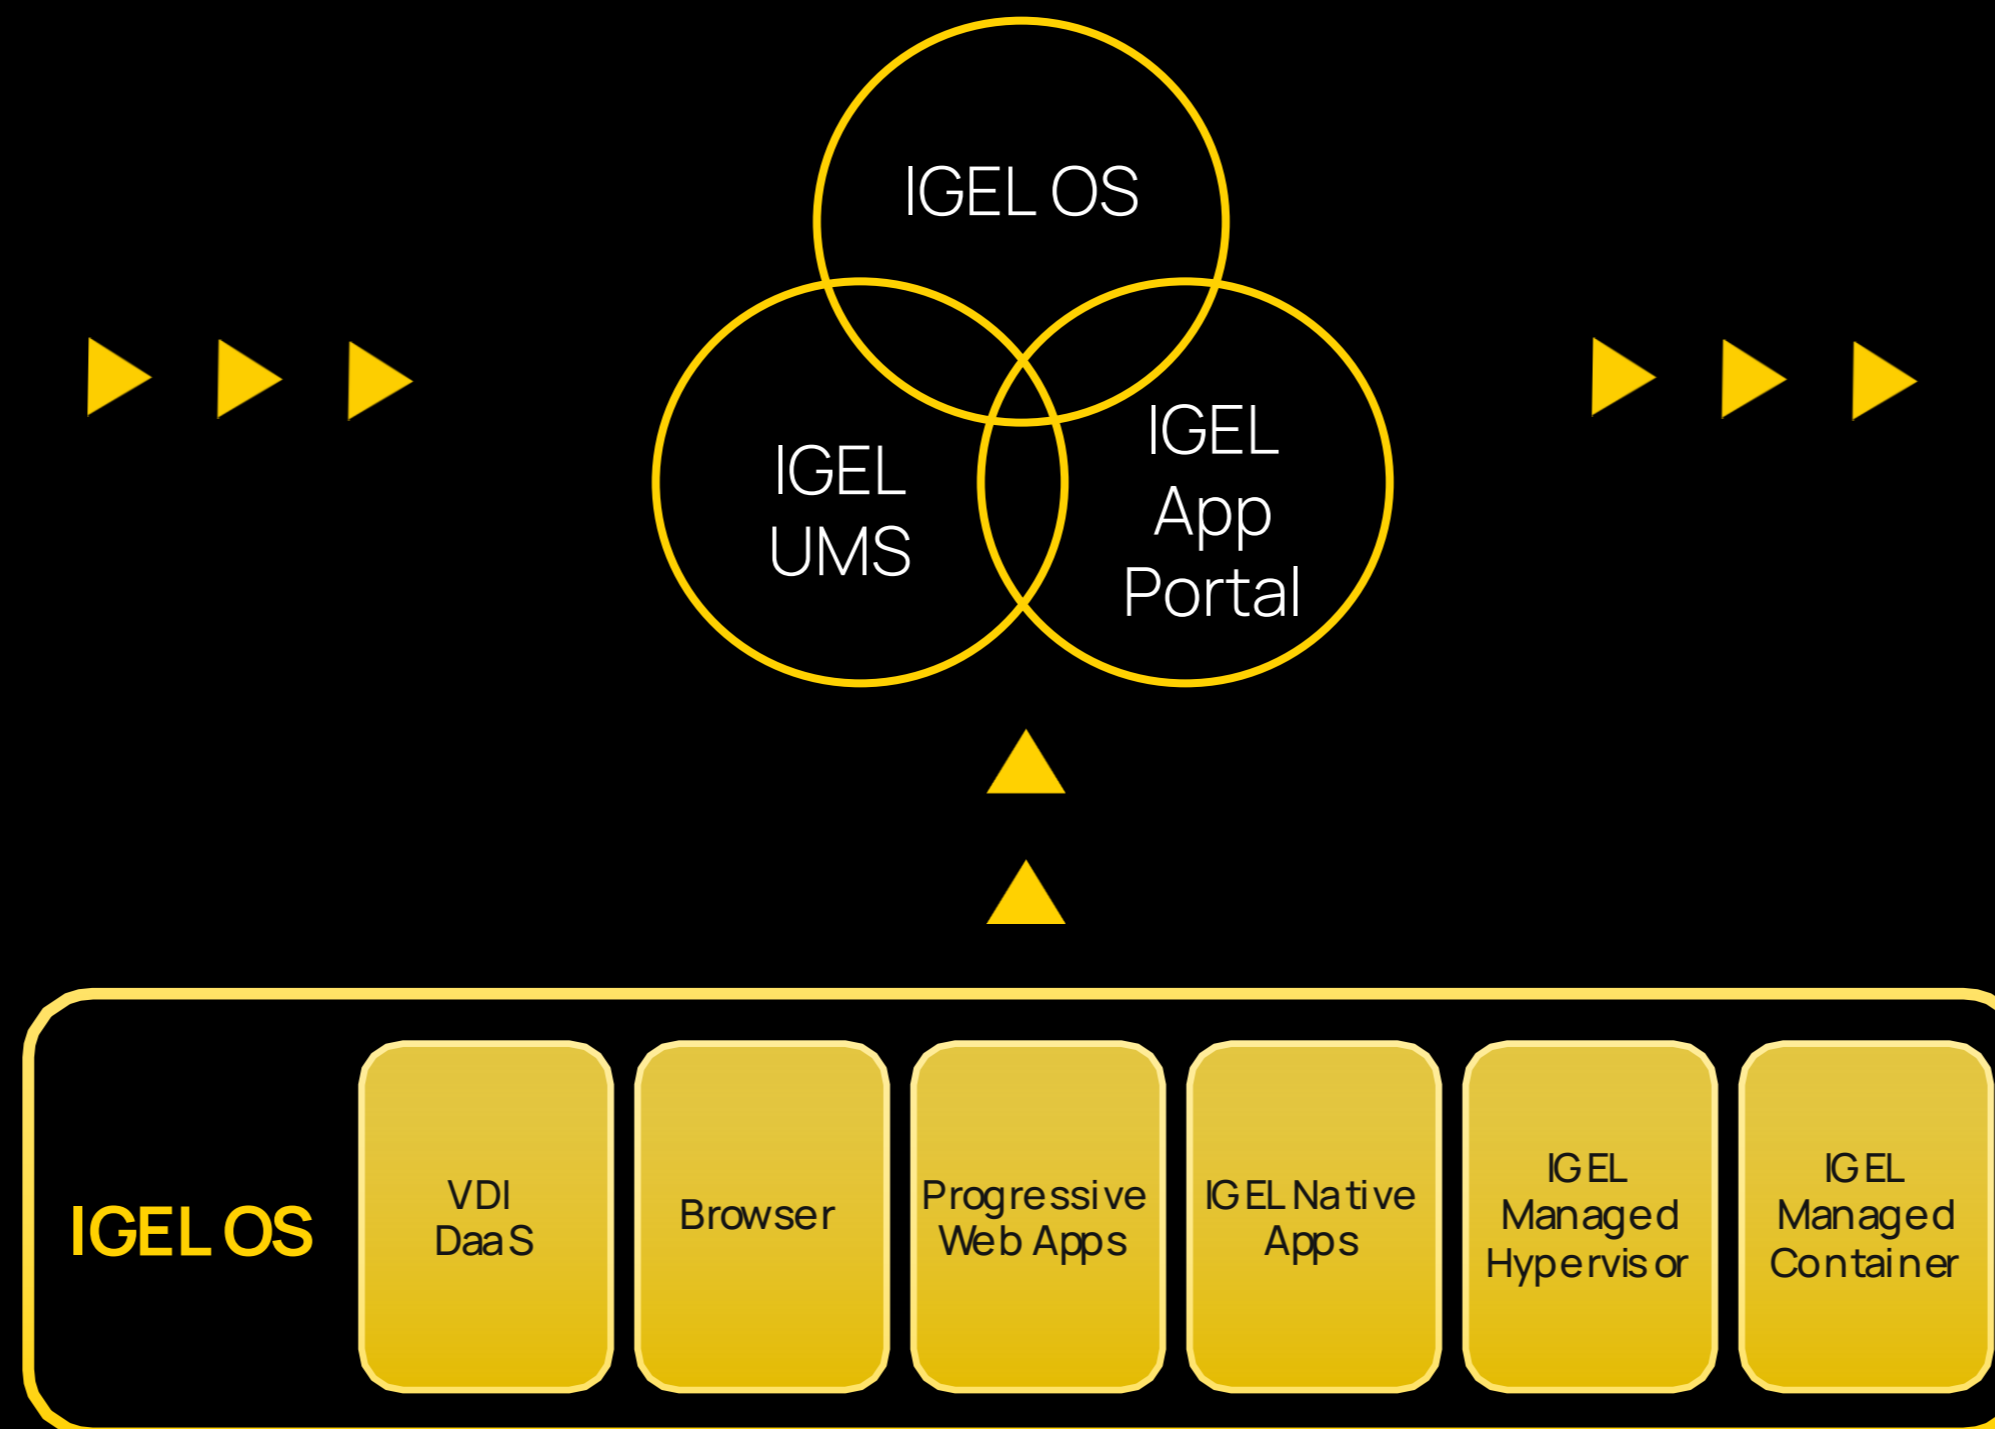 IGEL OS
IGEL
UMS
IGEL
App
Portal
IGEL OS
VDI
DaaS
Browser
Progressive
Web Apps
IGEL Native
Apps
IGEL
Managed
Hypervisor
IGEL
Managed
Container